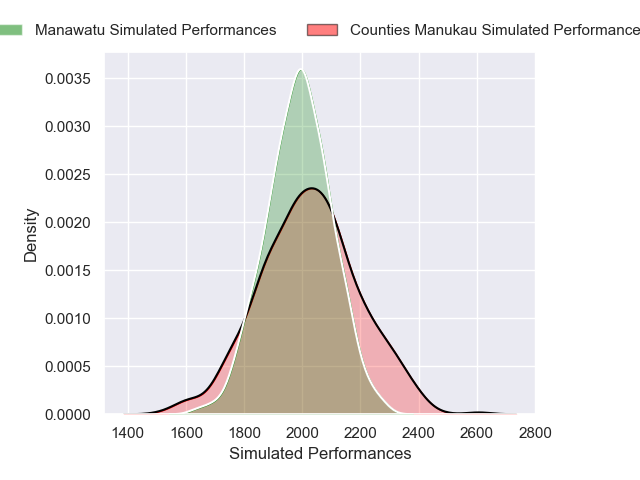 Manawatu Simulated Performances
Counties Manukau Simulated Performance
0.0035
0.0030
0.0025
0.0020
0.0015
0.0010
0.0005
0.0000
Density
1400 1600 1800 2000 2200 2400 2600 2800
Simulated Performances